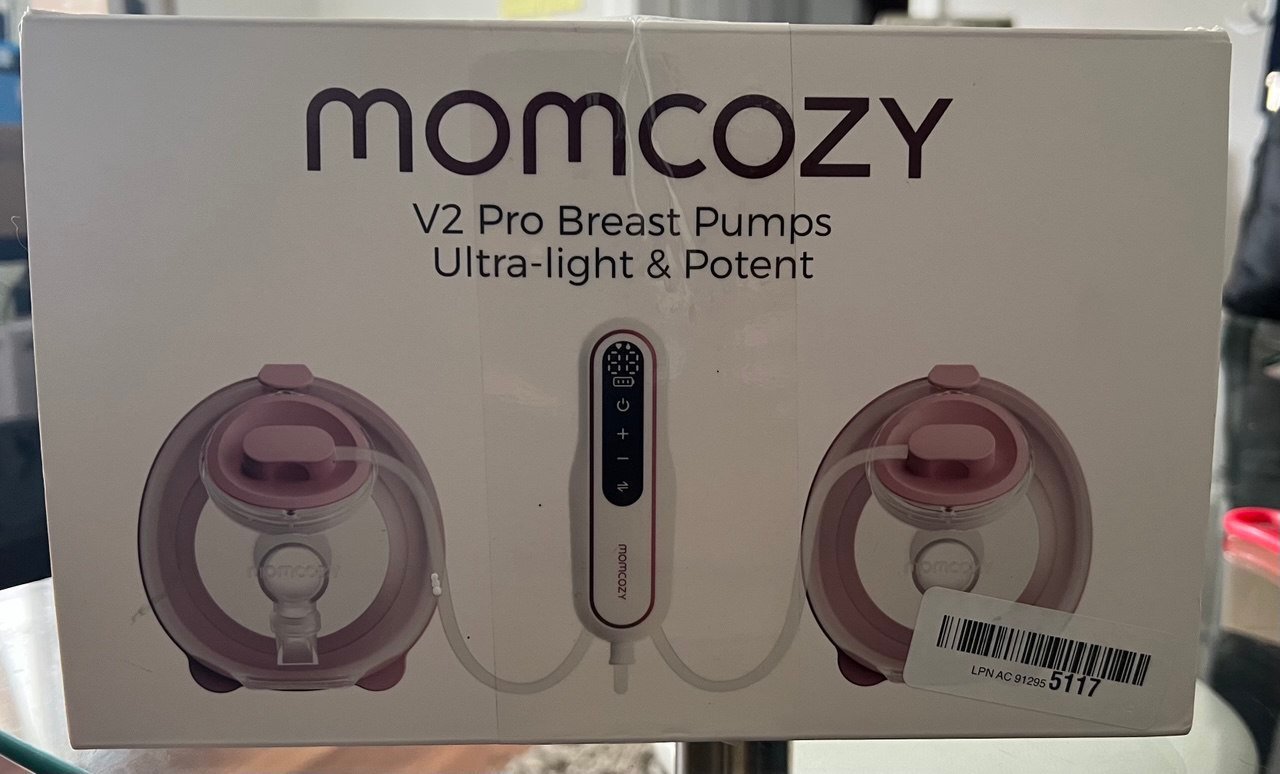 momcozy
V2 Pro Breast Pumps
Ultra-light & Potent
momcozy
momcozy
momcozy
LPN AC 91295 5117